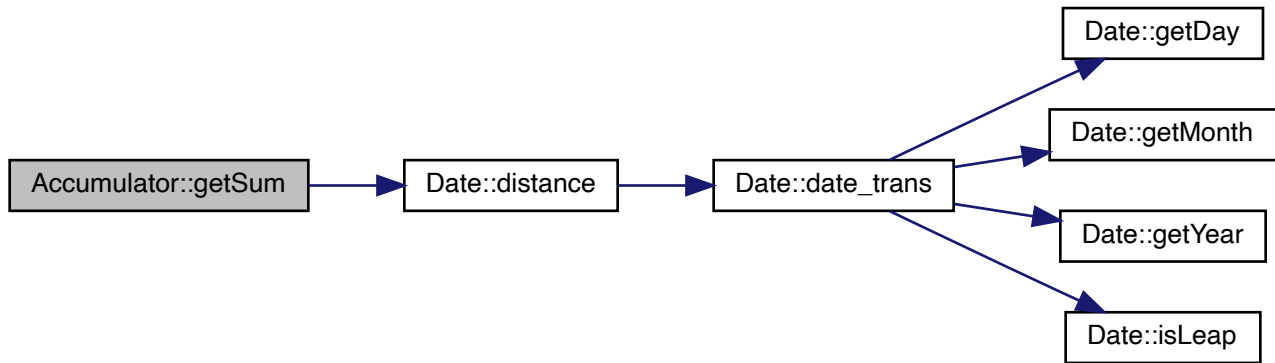 Date::getDay
Date::getMonth
Accumulator::getSum
Date::distance
Date::date_trans
Date::getYear
Date::isLeap